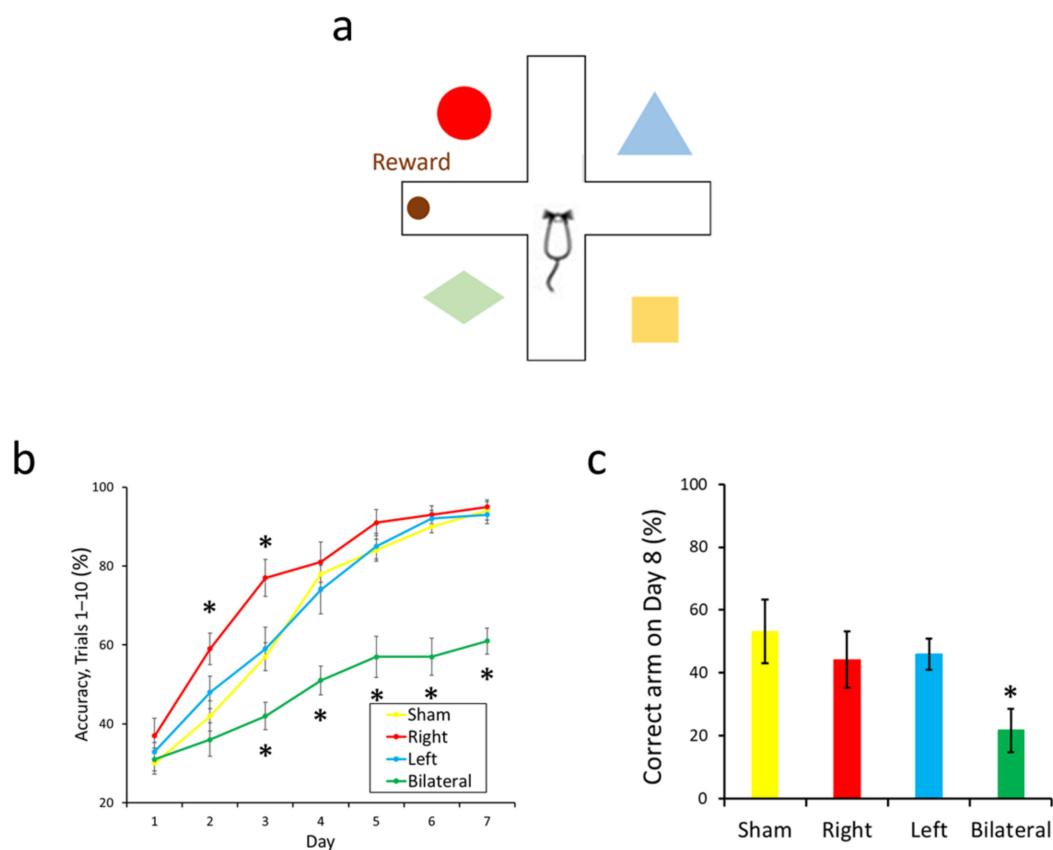 a
Reward
b
Accuracy, Trials 1–10 (%)
100
80
60
40
20
*
*
*
*
*
*
*
Sham
Right
Left
Bilateral
1 2 3 4 5 6 7
Day
c
Correct arm on Day 8 (%)
100
80
60
40
20
0
*
Sham Right Left Bilateral